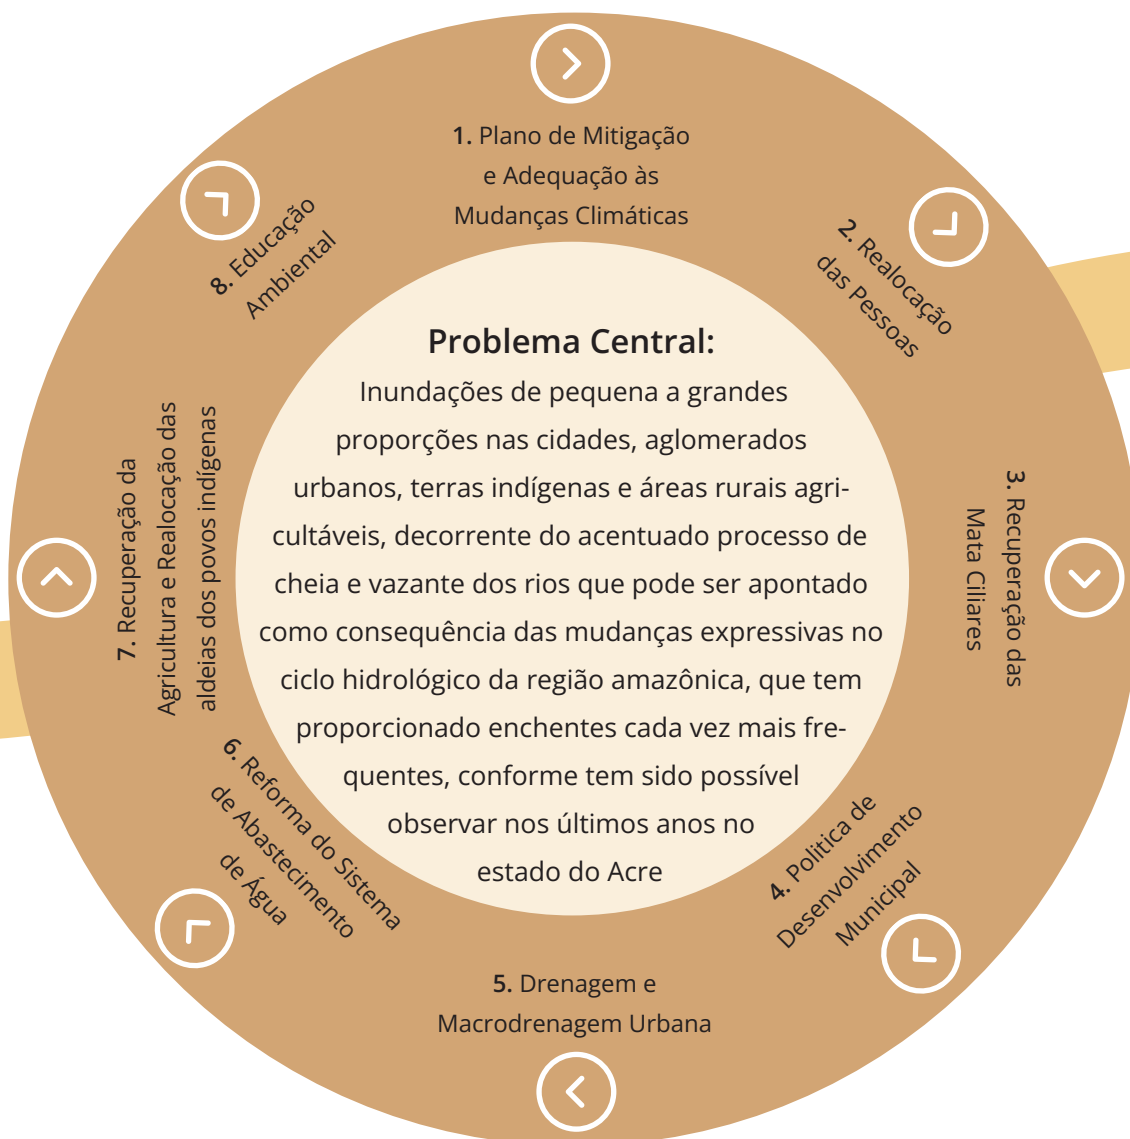 1. Plano de Mitigação
e Adequação às
Mudanças Climáticas
2. Realocação
das Pessoas
3. Recuperação das
Mata Ciliares
4. Politica de
Desenvolvimento
Municipal
5. Drenagem e
Macrodrenagem Urbana
6. Reforma do Sistema
de Abastecimento
de Água
7. Recuperação da
Agricultura e Realocação das
aldeias dos povos indígenas
8. Educação
Ambiental
Problema Central:
Inundações de pequena a grandes
proporções nas cidades, aglomerados
urbanos, terras indígenas e áreas rurais agri-
cultáveis, decorrente do acentuado processo de
cheia e vazante dos rios que pode ser apontado
como consequência das mudanças expressivas no
ciclo hidrológico da região amazônica, que tem
proporcionado enchentes cada vez mais fre-
quentes, conforme tem sido possível
observar nos últimos anos no
estado do Acre